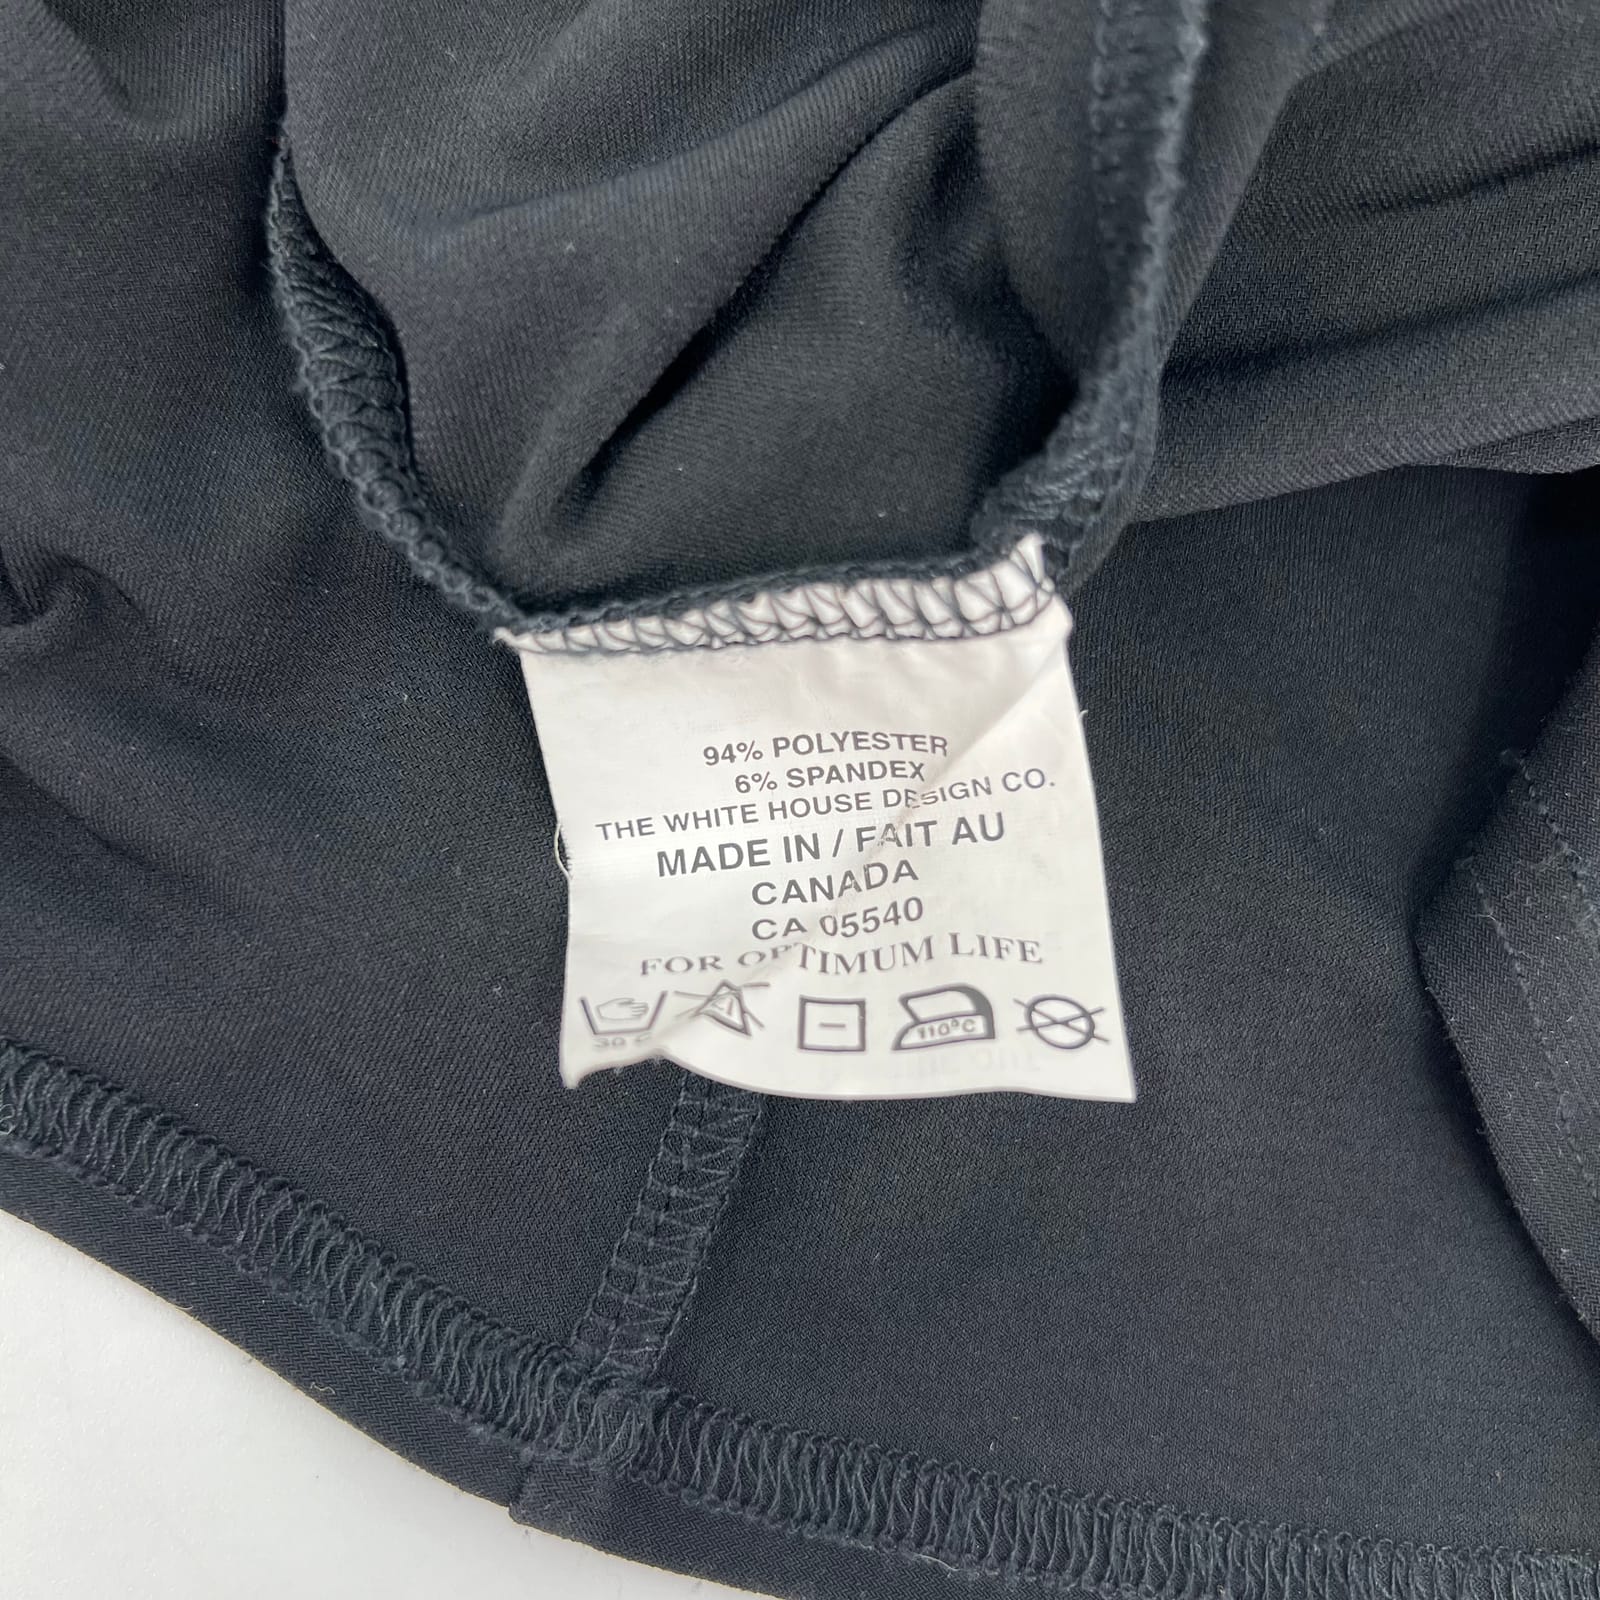 94% POLYESTER
6% SPANDEX
THE WHITE HOUSE DESIGN CO.
MADE IN / FAIT AU
CANADA
CA 05540
FOR OPTIMUM LIFE
30 C
110°C